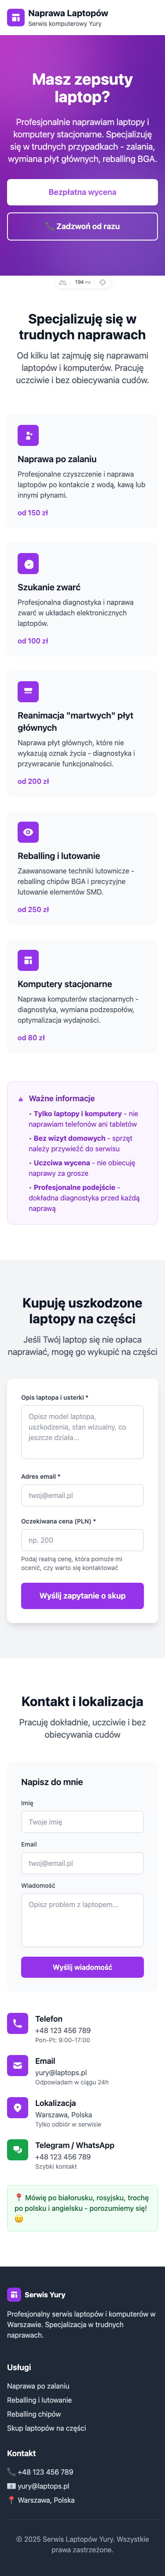 Naprawa Laptopów
Serwis komputerowy Yury
Masz zepsuty
laptop?
Profesjonalnie naprawiam laptopy i
komputery stacjonarne. Specjalizuję
się w trudnych przypadkach - zalania,
wymiana płyt głównych, reballing BGA.
Bezpłatna wycena
📞 Zadzwoń od razu
194 ms
Specjalizuję się w
trudnych naprawach
Od kilku lat zajmuję się naprawami
laptopów i komputerów. Pracuję
uczciwie i bez obiecywania cudów.
Naprawa po zalaniu
Profesjonalne czyszczenie i naprawa
laptopów po kontakcie z wodą, kawą lub
innymi płynami.
od 150 zł
Szukanie zwarć
Profesjonalna diagnostyka i naprawa
zwarć w układach elektronicznych
laptopów.
od 100 zł
Reanimacja "martwych" płyt
głównych
Naprawa płyt głównych, które nie
wykazują oznak życia - diagnostyka i
przywracanie funkcjonalności.
od 200 zł
Reballing i lutowanie
Zaawansowane techniki lutownicze -
reballing chipów BGA i precyzyjne
lutowanie elementów SMD.
od 250 zł
Komputery stacjonarne
Naprawa komputerów stacjonarnych -
diagnostyka, wymiana podzespołów,
optymalizacja wydajności.
od 80 zł
Ważne informacje
• Tylko laptopy i komputery - nie
naprawiam telefonów ani tabletów
• Bez wizyt domowych - sprzęt
należy przywieźć do serwisu
• Uczciwa wycena - nie obiecuję
naprawy za grosze
• Profesjonalne podejście -
dokładna diagnostyka przed każdą
naprawą
Kupuję uszkodzone
laptopy na części
Jeśli Twój laptop się nie opłaca
naprawiać, mogę go wykupić na części
Opis laptopa i usterki *
Opisz model laptopa,
uszkodzenia, stan wizualny, co
jeszcze działa...
Adres email *
twoj@email.pl
Oczekiwana cena (PLN) *
np. 200
Podaj realną cenę, która pomoże mi
ocenić, czy warto się kontaktować
Wyślij zapytanie o skup
Kontakt i lokalizacja
Pracuję dokładnie, uczciwie i bez
obiecywania cudów
Napisz do mnie
Imię
Twoje imię
Email
twoj@email.pl
Wiadomość
Opisz problem z laptopem...
Wyślij wiadomość
Telefon
+48 123 456 789
Pon-Pt: 9:00-17:00
Email
yury@laptops.pl
Odpowiadam w ciągu 24h
Lokalizacja
Warszawa, Polska
Tylko odbiór w serwisie
Telegram / WhatsApp
+48 123 456 789
Szybki kontakt
📍 Mówię po białorusku, rosyjsku, trochę
po polsku i angielsku - porozumiemy się!
😊
Serwis Yury
Profesjonalny serwis laptopów i komputerów w
Warszawie. Specjalizacja w trudnych
naprawach.
Usługi
Naprawa po zalaniu
Reballing i lutowanie
Reballing chipów
Skup laptopów na części
Kontakt
📞 +48 123 456 789
📧 yury@laptops.pl
📍 Warszawa, Polska
© 2025 Serwis Laptopów Yury. Wszystkie
prawa zastrzeżone.